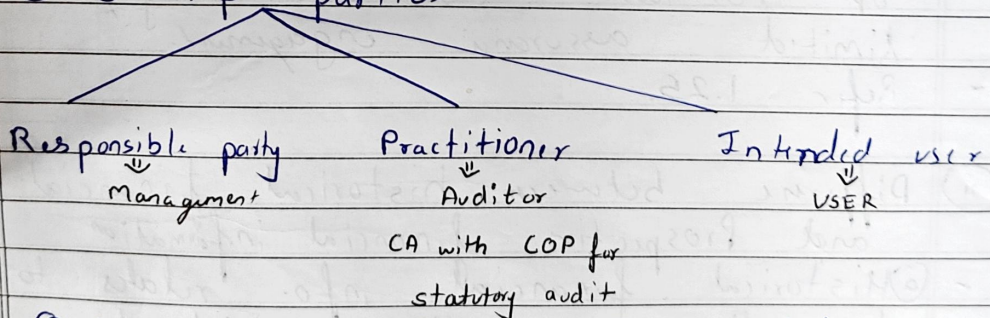 Responsible party Practitioner Intended user
⇓ ⇓ ⇓
Management Auditor USER
CA with COP for
statutory audit